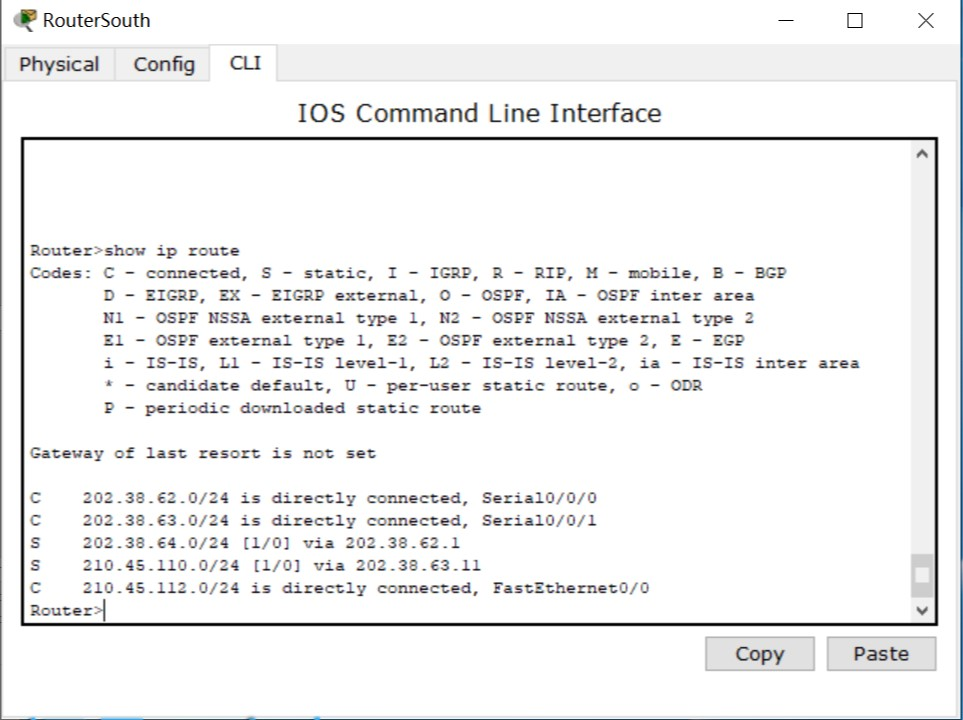 RouterSouth
Physical Config CLI
IOS Command Line Interface
Router>show ip route
Codes: C - connected, S - static, I - IGRP, R - RIP, M - mobile, B - BGP
       D - EIGRP, EX - EIGRP external, O - OSPF, IA - OSPF inter area
       N1 - OSPF NSSA external type 1, N2 - OSPF NSSA external type 2
       E1 - OSPF external type 1, E2 - OSPF external type 2, E - EGP
       i - IS-IS, L1 - IS-IS level-1, L2 - IS-IS level-2, ia - IS-IS inter area
       * - candidate default, U - per-user static route, o - ODR
       P - periodic downloaded static route
Gateway of last resort is not set
C    202.38.62.0/24 is directly connected, Serial0/0/0
C    202.38.63.0/24 is directly connected, Serial0/0/1
S    202.38.64.0/24 [1/0] via 202.38.62.1
S    210.45.110.0/24 [1/0] via 202.38.63.11
C    210.45.112.0/24 is directly connected, FastEthernet0/0
Router>
Copy Paste